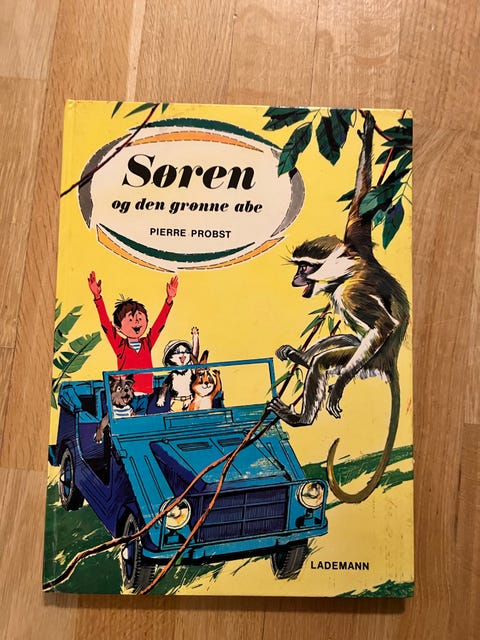 Søren
og den grønne abe
PIERRE PROBST
LADEMANN